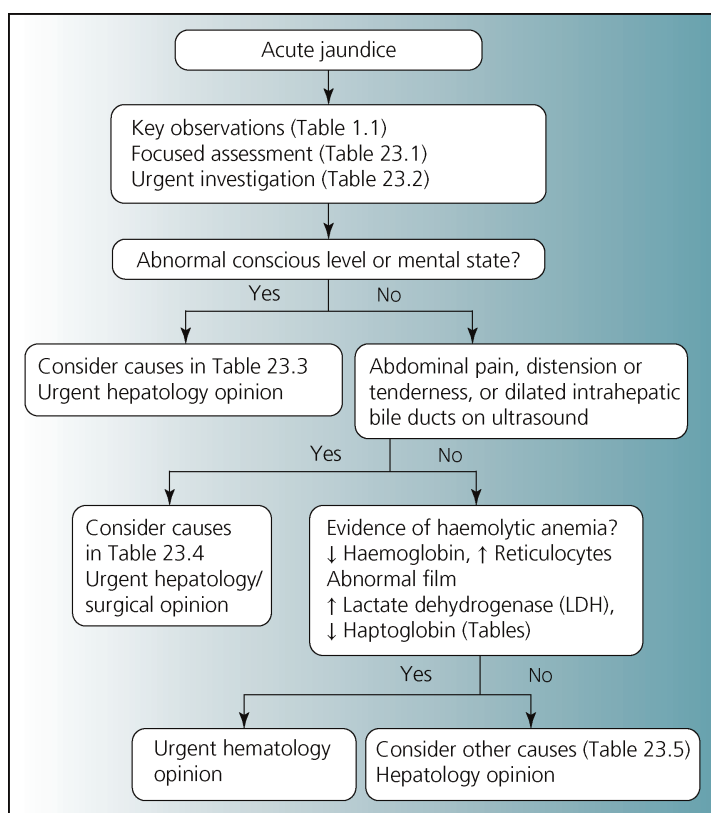 Acute jaundice
Key observations (Table 1.1)
Focused assessment (Table 23.1)
Urgent investigation (Table 23.2)
Abnormal conscious level or mental state?
Yes
No
Consider causes in Table 23.3
Urgent hepatology opinion
Abdominal pain, distension or
tenderness, or dilated intrahepatic
bile ducts on ultrasound
Yes
No
Consider causes
in Table 23.4
Urgent hepatology/
surgical opinion
Evidence of haemolytic anemia?
↓ Haemoglobin, ↑ Reticulocytes
Abnormal film
↑ Lactate dehydrogenase (LDH),
↓ Haptoglobin (Tables)
Yes
No
Urgent hematology
opinion
Consider other causes (Table 23.5)
Hepatology opinion